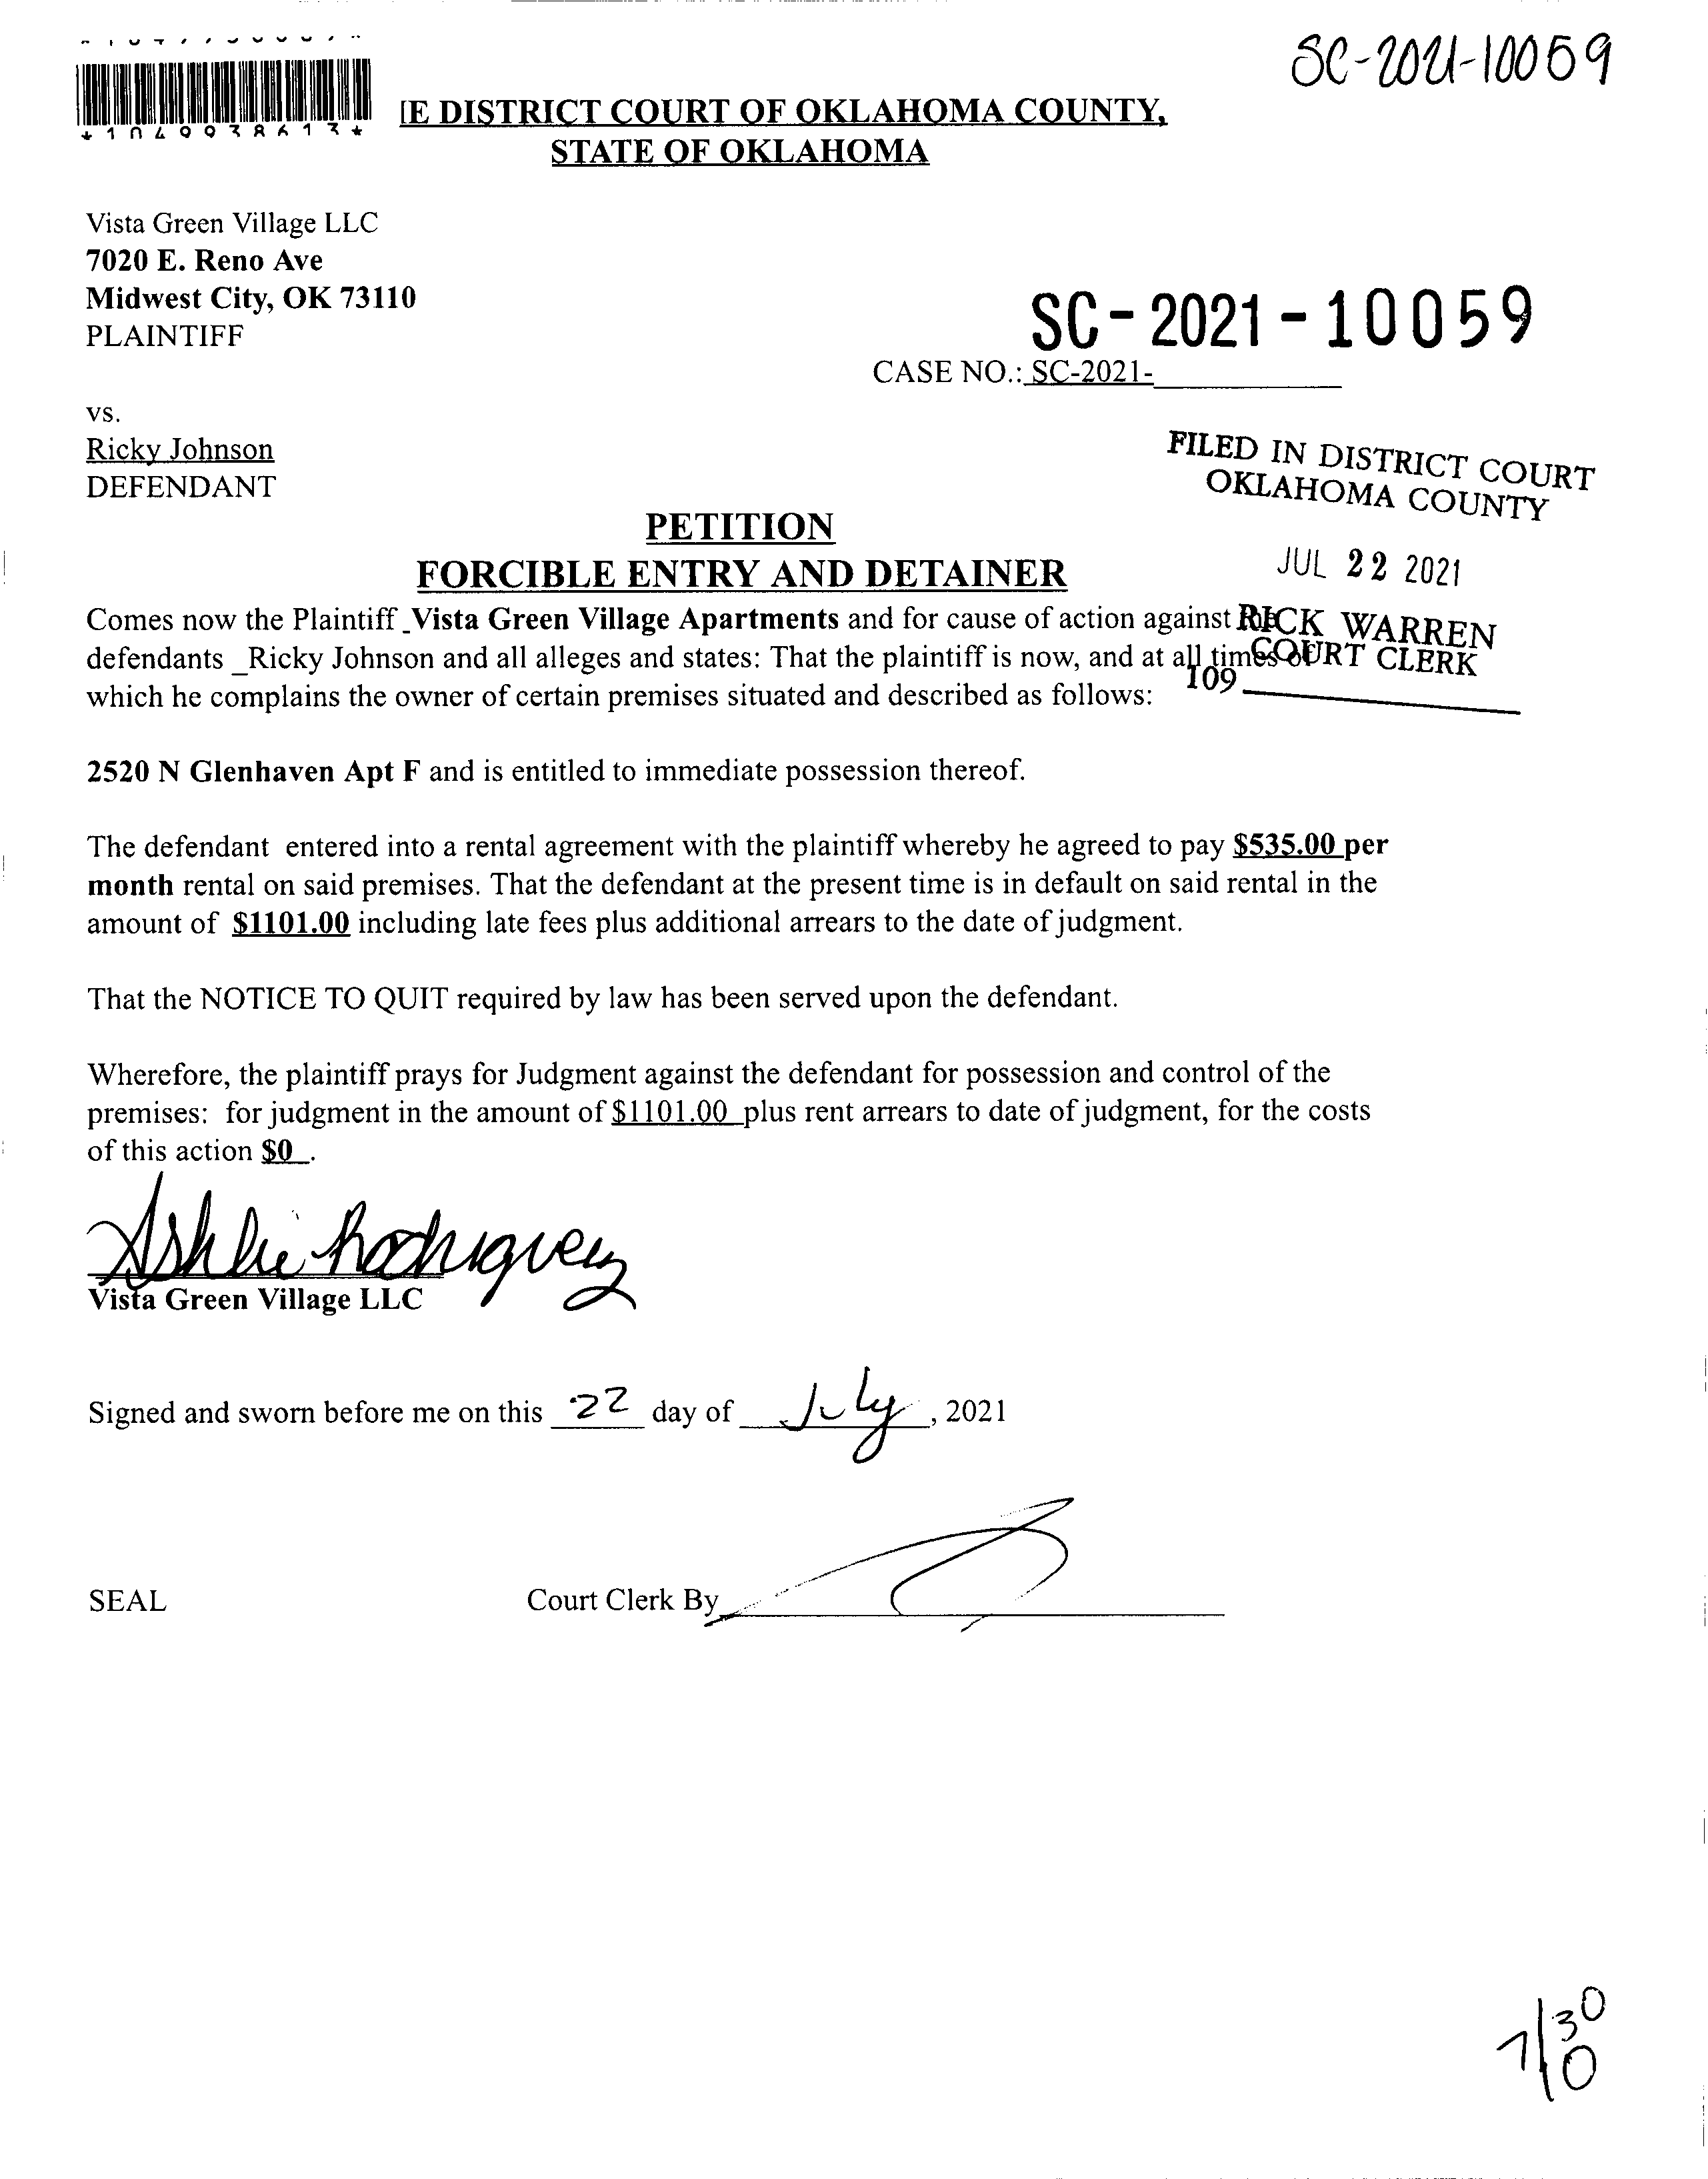 SC-2021-10059
*1049938613*
E DISTRICT COURT OF OKLAHOMA COUNTY,
STATE OF OKLAHOMA
Vista Green Village LLC
7020 E. Reno Ave
Midwest City, OK 73110
PLAINTIFF
SC-2021-10059
CASE NO.: SC-2021-
vs.
Ricky Johnson
DEFENDANT
FILED IN DISTRICT COURT
OKLAHOMA COUNTY
JUL 22 2021
RICK WARREN
COURT CLERK
109
PETITION
FORCIBLE ENTRY AND DETAINER
Comes now the Plaintiff _Vista Green Village Apartments and for cause of action against the
defendants _Ricky Johnson and all alleges and states: That the plaintiff is now, and at all times of
which he complains the owner of certain premises situated and described as follows:
2520 N Glenhaven Apt F and is entitled to immediate possession thereof.
The defendant entered into a rental agreement with the plaintiff whereby he agreed to pay $535.00 per
month rental on said premises. That the defendant at the present time is in default on said rental in the
amount of $1101.00 including late fees plus additional arrears to the date of judgment.
That the NOTICE TO QUIT required by law has been served upon the defendant.
Wherefore, the plaintiff prays for Judgment against the defendant for possession and control of the
premises: for judgment in the amount of $1101.00 plus rent arrears to date of judgment, for the costs
of this action $0 .
Ashlie Rodriguez
Vista Green Village LLC
Signed and sworn before me on this 22 day of July, 2021
SEAL Court Clerk By
7/30
0